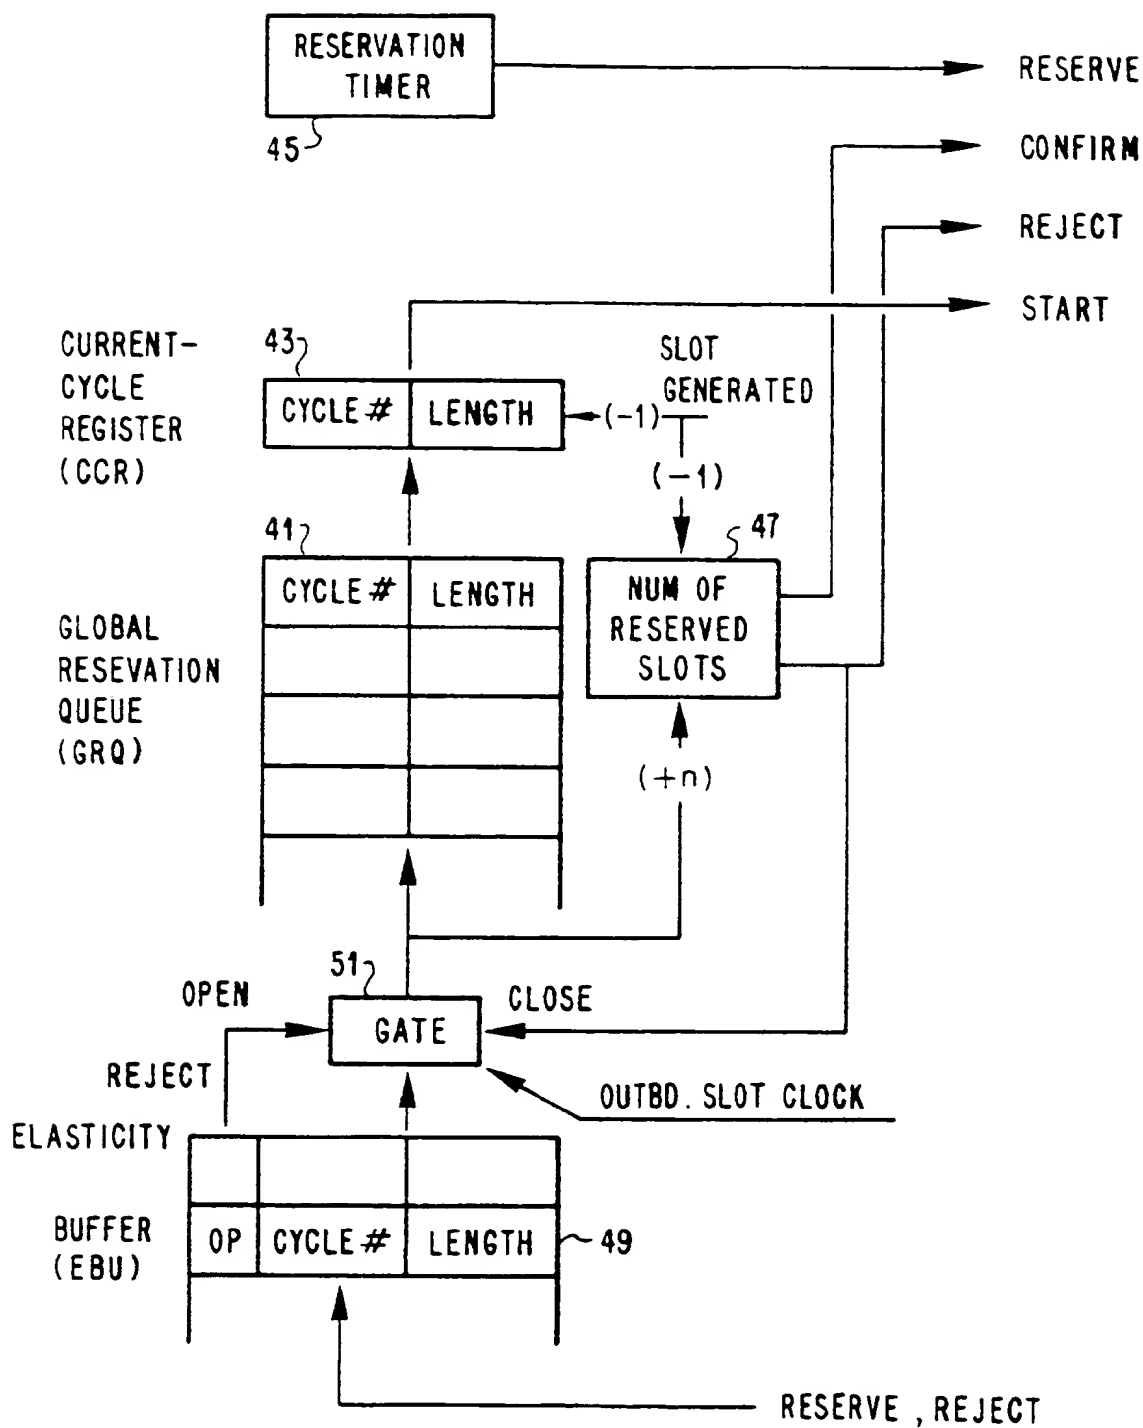 RESERVATION
TIMER
45
RESERVE
CONFIRM
REJECT
START
CURRENT-
CYCLE
REGISTER
(CCR)
43
CYCLE# LENGTH
SLOT
GENERATED
(-1)
(-1)
41
CYCLE# LENGTH
47
NUM OF
RESERVED
SLOTS
GLOBAL
RESEVATION
QUEUE
(GRQ)
(+n)
51
OPEN
GATE
CLOSE
REJECT
OUTBD. SLOT CLOCK
ELASTICITY
BUFFER
(EBU)
OP CYCLE# LENGTH
49
RESERVE, REJECT